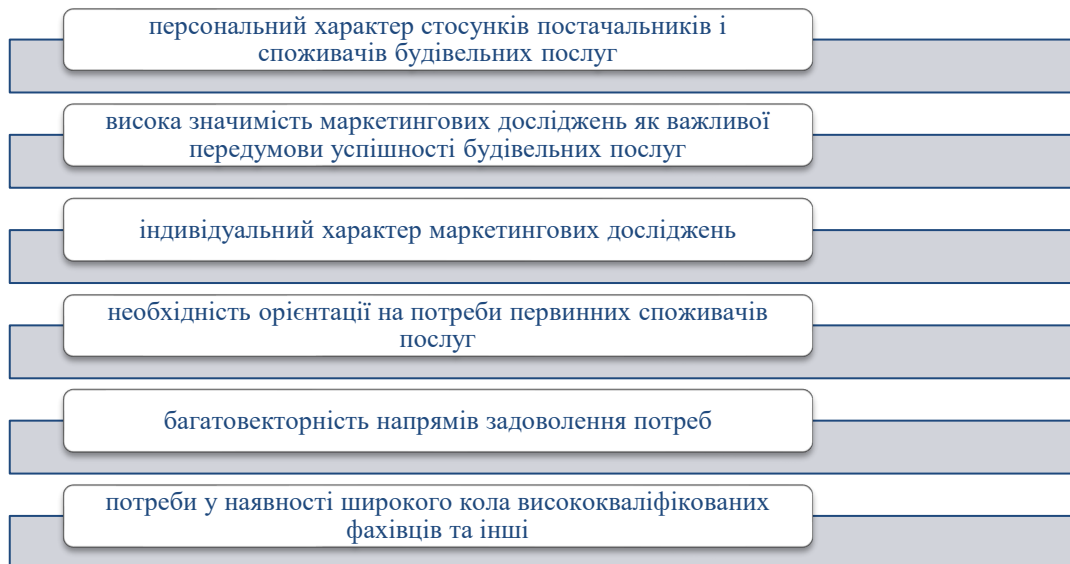 персональний характер стосунків постачальників і
споживачів будівельних послуг
висока значимість маркетингових досліджень як важливої
передумови успішності будівельних послуг
індивідуальний характер маркетингових досліджень
необхідність орієнтації на потреби первинних споживачів
послуг
багатовекторність напрямів задоволення потреб
потреби у наявності широкого кола висококваліфікованих
фахівців та інші